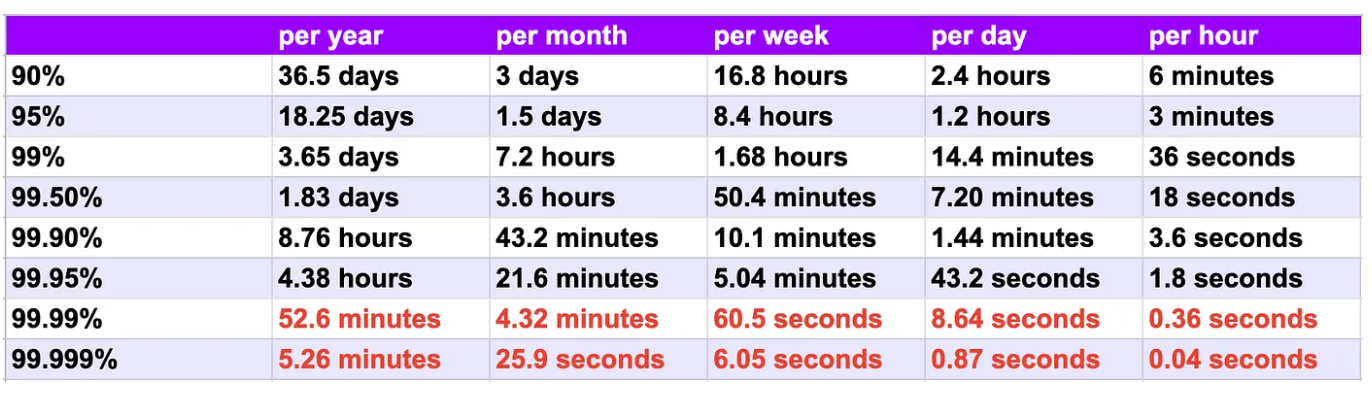 per year per month per week per day per hour
90% 36.5 days 3 days 16.8 hours 2.4 hours 6 minutes
95% 18.25 days 1.5 days 8.4 hours 1.2 hours 3 minutes
99% 3.65 days 7.2 hours 1.68 hours 14.4 minutes 36 seconds
99.50% 1.83 days 3.6 hours 50.4 minutes 7.20 minutes 18 seconds
99.90% 8.76 hours 43.2 minutes 10.1 minutes 1.44 minutes 3.6 seconds
99.95% 4.38 hours 21.6 minutes 5.04 minutes 43.2 seconds 1.8 seconds
99.99% 52.6 minutes 4.32 minutes 60.5 seconds 8.64 seconds 0.36 seconds
99.999% 5.26 minutes 25.9 seconds 6.05 seconds 0.87 seconds 0.04 seconds